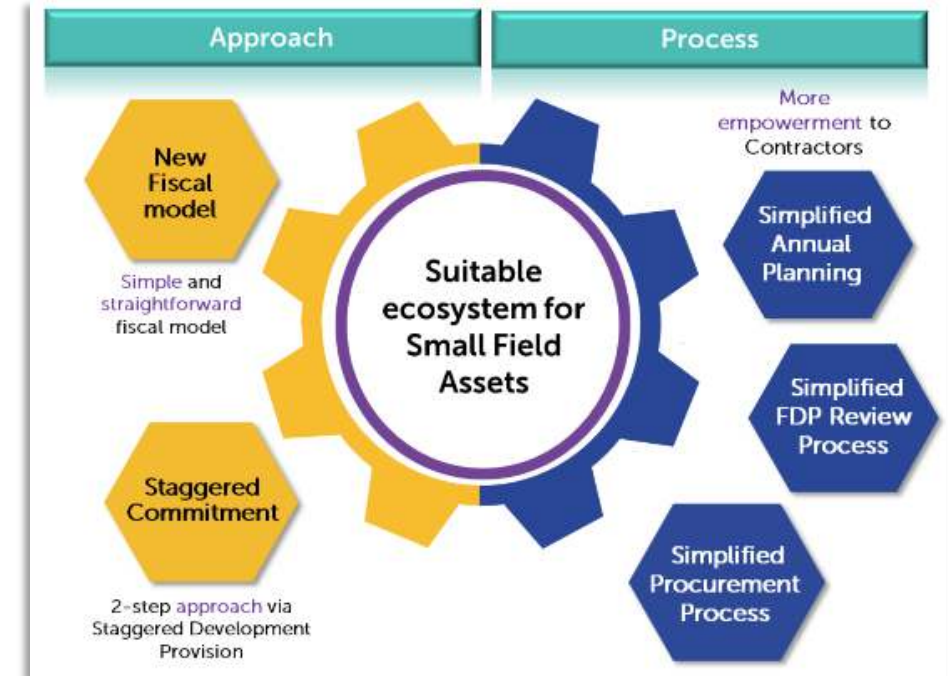 Approach
Process
New
Fiscal
model
Simple and
straightforward
fiscal model
Staggered
Commitment
2-step approach via
Staggered Development
Provision
Suitable
ecosystem for
Small Field
Assets
More
empowerment to
Contractors
Simplified
Annual
Planning
Simplified
FDP Review
Process
Simplified
Procurement
Process